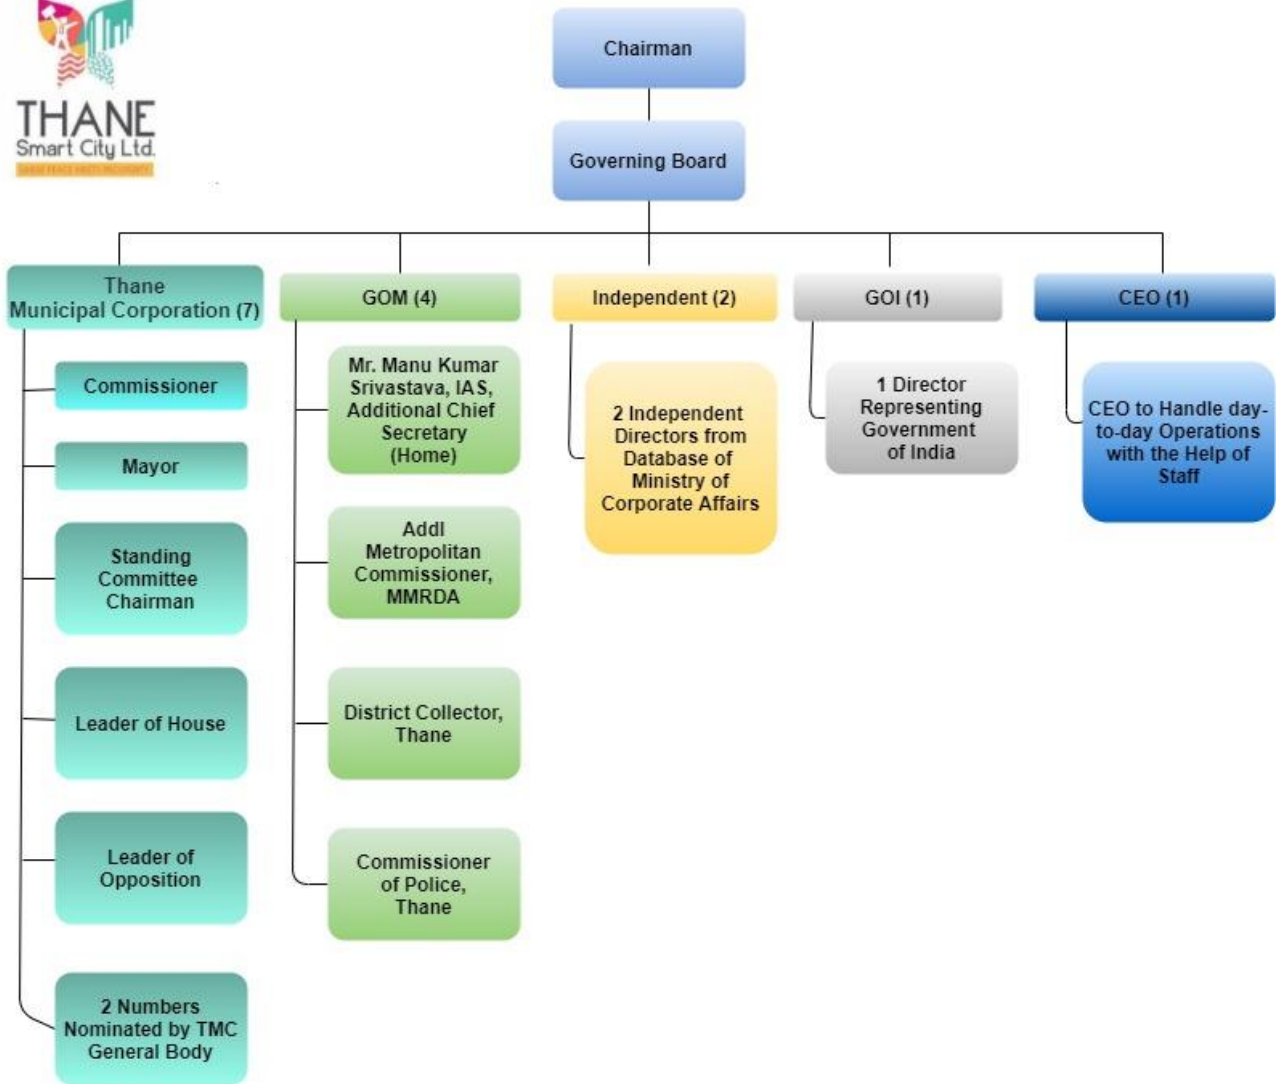 THANE
Smart City Ltd.
Chairman
Governing Board
Thane
Municipal Corporation (7)
Commissioner
Mayor
Standing
Committee
Chairman
Leader of House
Leader of
Opposition
2 Numbers
Nominated by TMC
General Body
GOM (4)
Mr. Manu Kumar
Srivastava, IAS,
Additional Chief
Secretary
(Home)
Addl
Metropolitan
Commissioner,
MMRDA
District Collector,
Thane
Commissioner
of Police,
Thane
Independent (2)
2 Independent
Directors from
Database of
Ministry of
Corporate Affairs
GOI (1)
1 Director
Representing
Government
of India
CEO (1)
CEO to Handle day-
to-day Operations
with the Help of
Staff